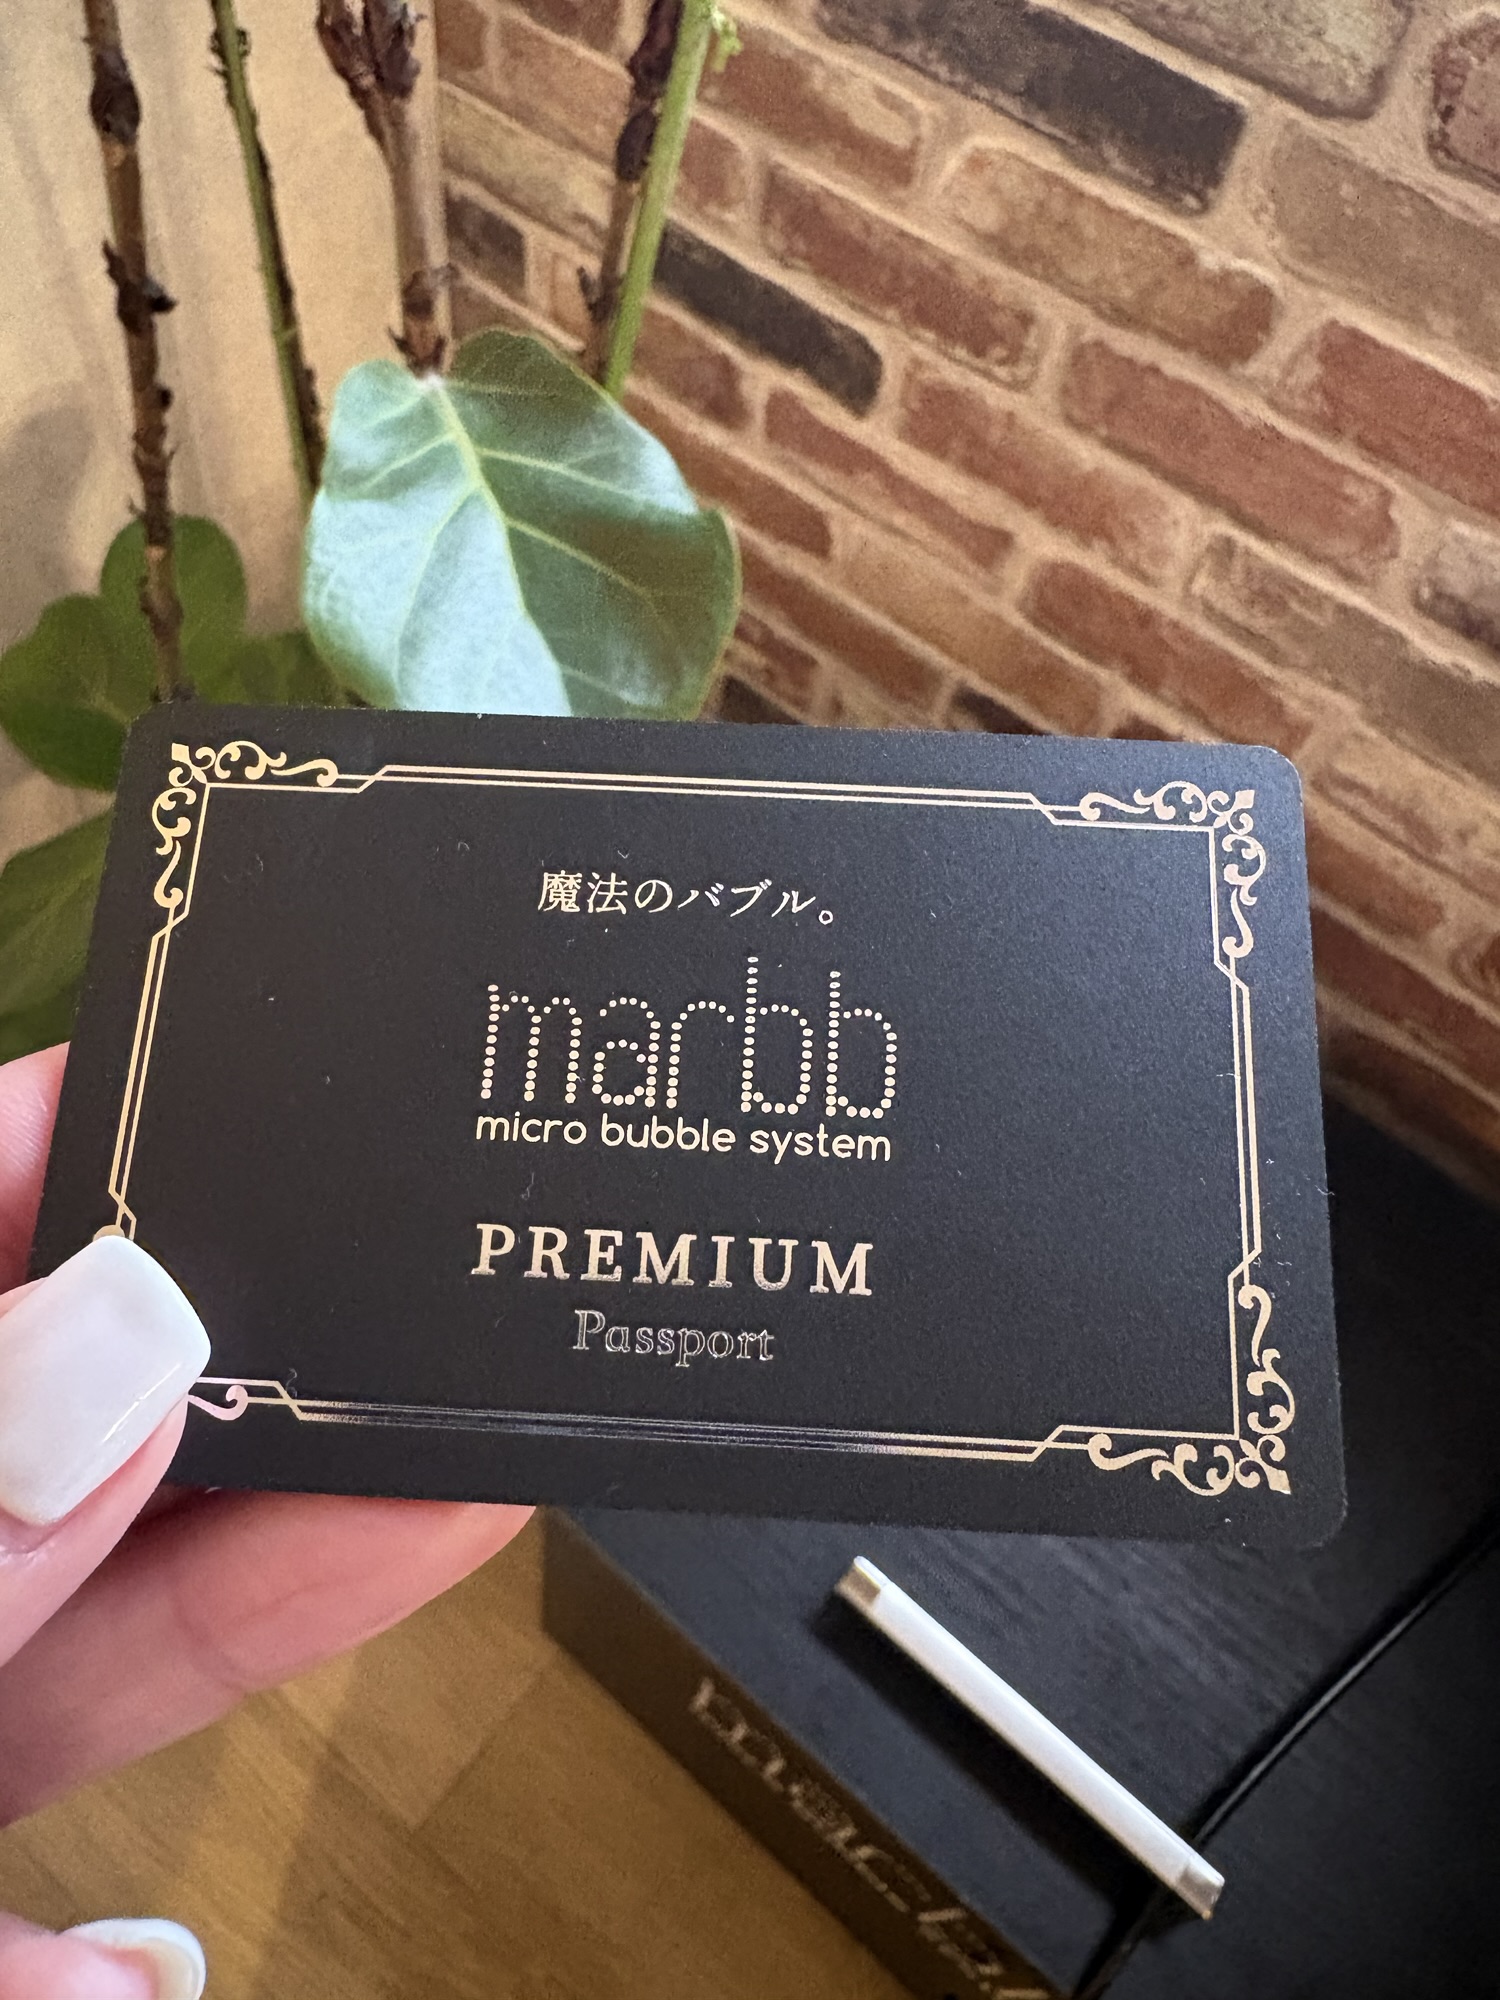 魔法のバブル。
marbb
micro bubble system
PREMIUM
Passport